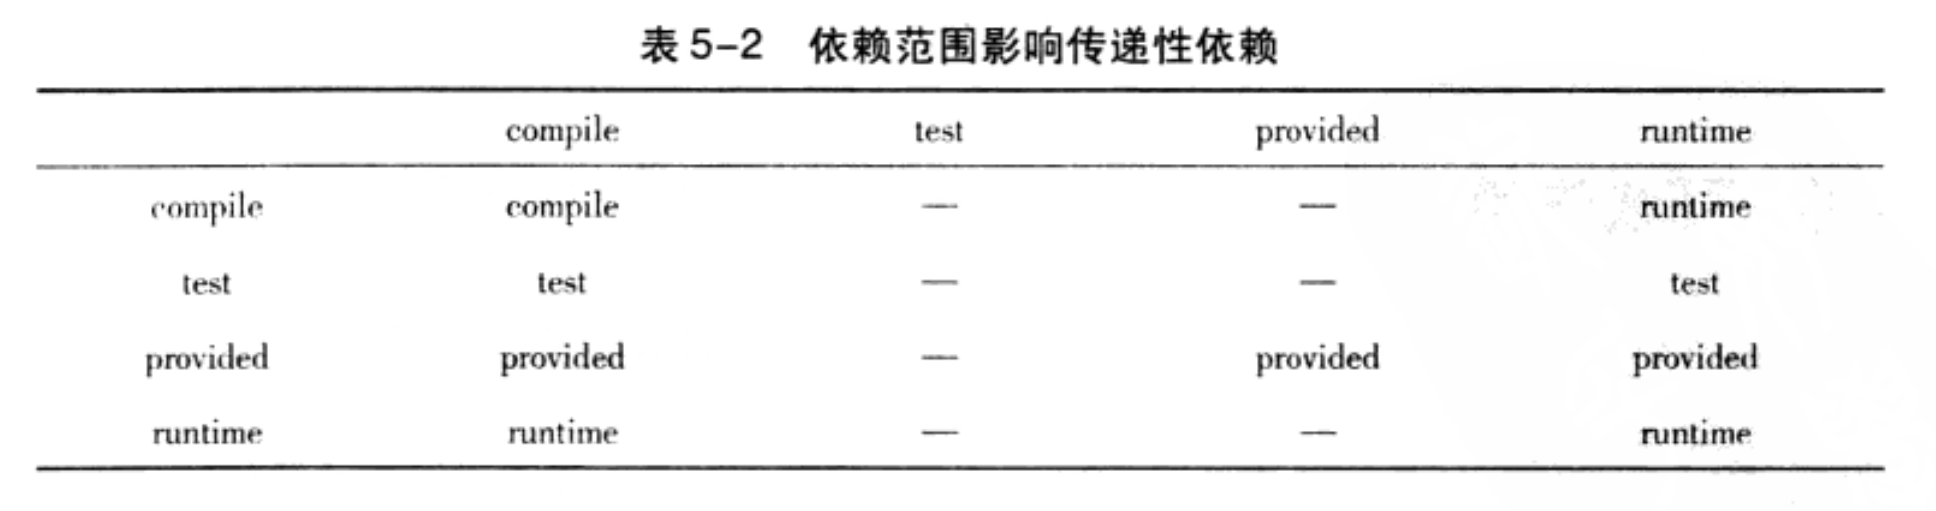 表 5-2 依赖范围影响传递性依赖
compile test provided runtime
compile compile — — runtime
test test — — test
provided provided — provided provided
runtime runtime — — runtime